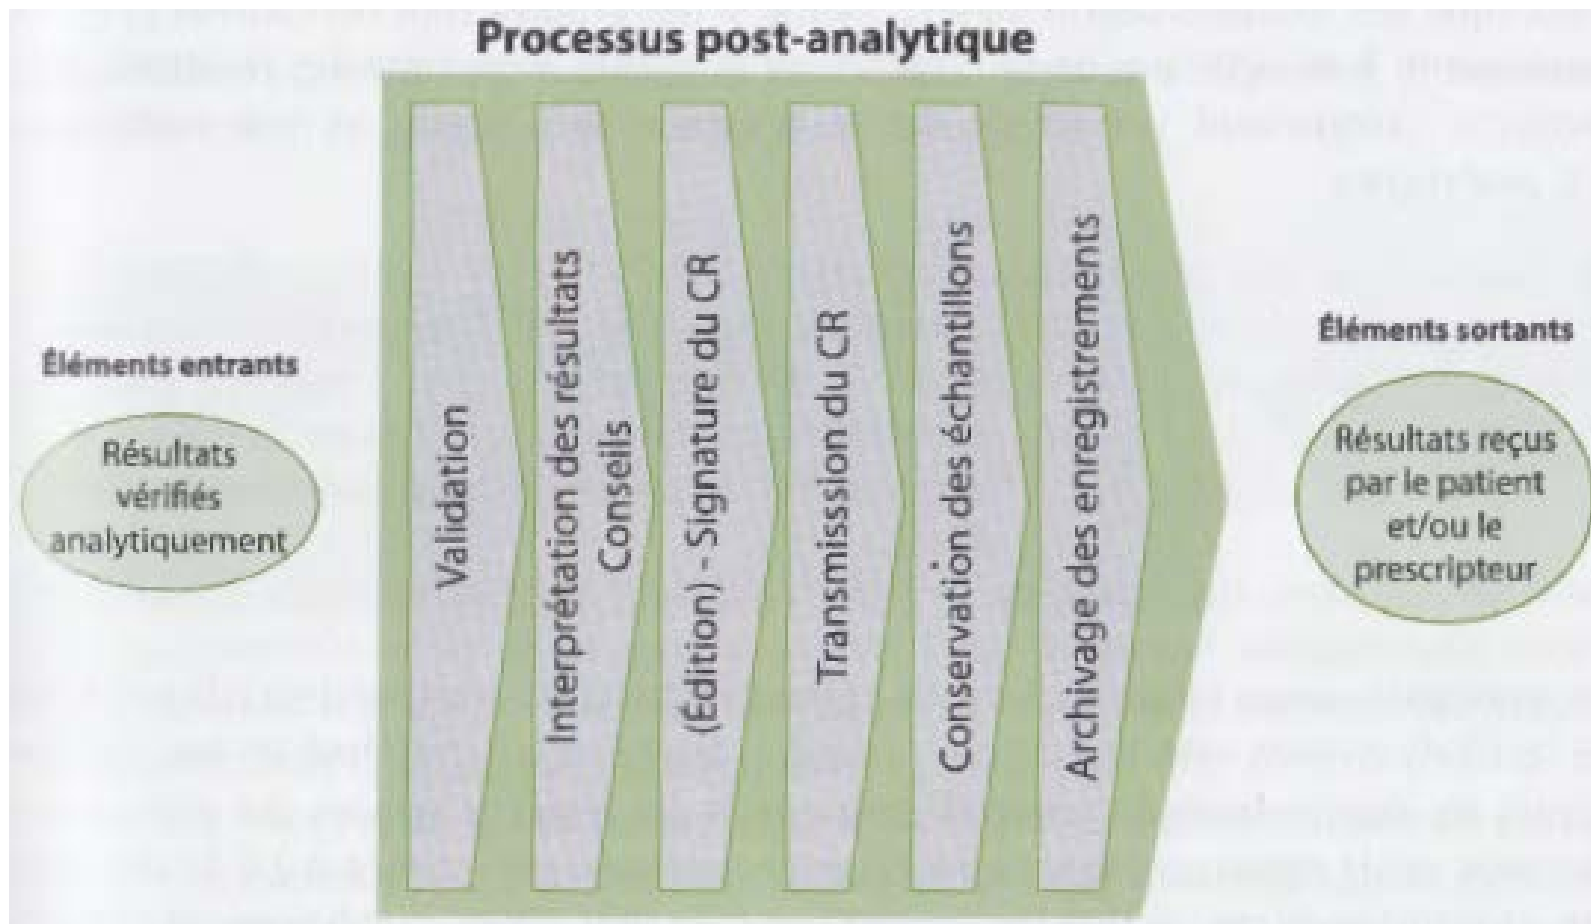 Processus post-analytique
Éléments entrants
Résultats
vérifiés
analytiquement
Validation
Interprétation des résultats
Conseils
(Édition) - Signature du CR
Transmission du CR
Conservation des échantillons
Archivage des enregistrements
Éléments sortants
Résultats reçus
par le patient
et/ou le
prescripteur